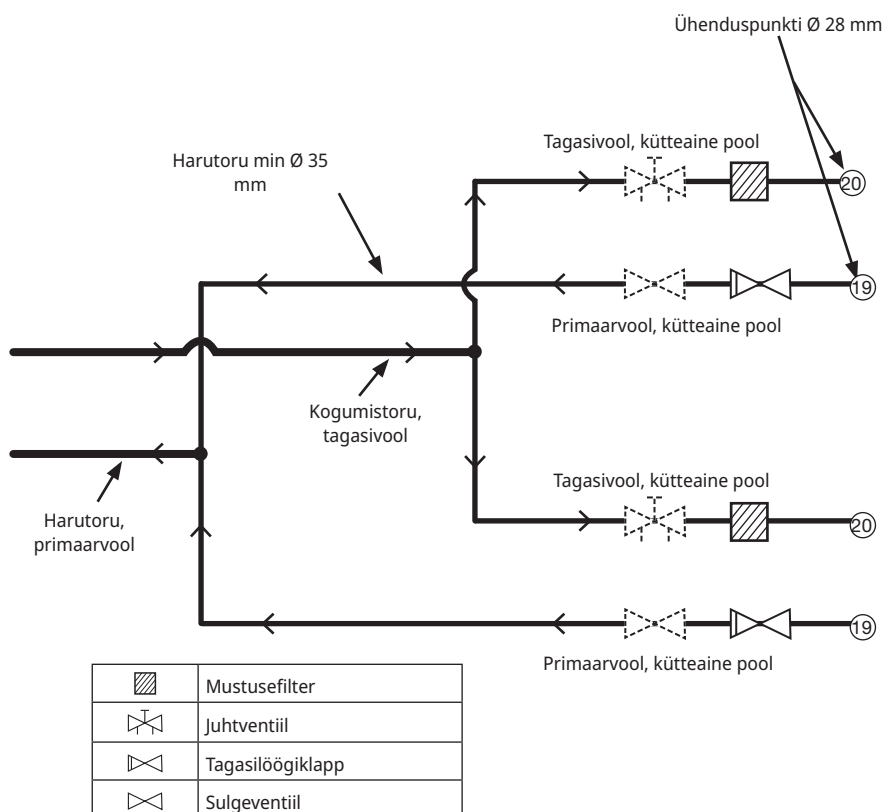 Ühenduspunkti Ø 28 mm
Tagasivool, kütteaine pool
Harutoru min Ø 35
mm
20
19
Primaarvool, kütteaine pool
Kogumistoru,
tagasivool
Tagasivool, kütteaine pool
Harutoru,
primaarvool
20
19
Primaarvool, kütteaine pool
Mustusefilter
Juhtventiil
Tagasilöögiklapp
Sulgeventiil